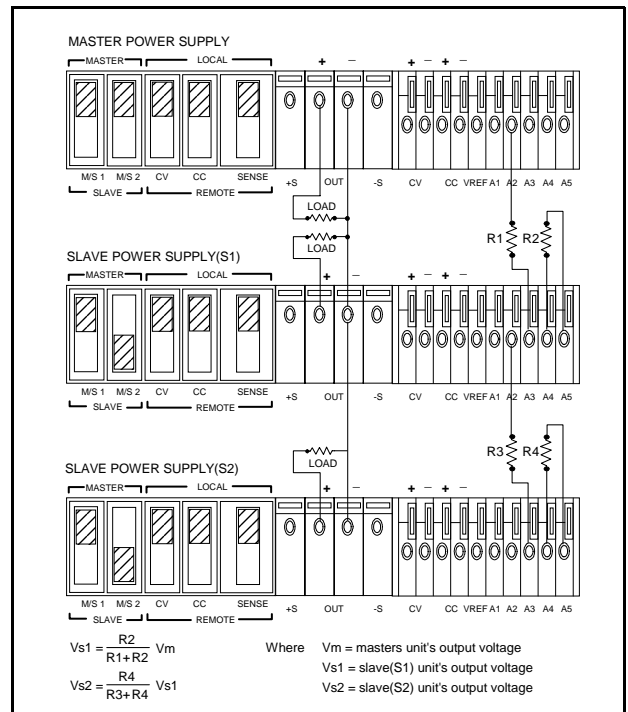 MASTER POWER SUPPLY
MASTER LOCAL + – + – + –
M/S 1 M/S 2 CV CC SENSE +S OUT -S CV CC VREF A1 A2 A3 A4 A5
SLAVE REMOTE
LOAD
LOAD
R1 R2
SLAVE POWER SUPPLY(S1)
MASTER LOCAL + – + – + –
M/S 1 M/S 2 CV CC SENSE +S OUT -S CV CC VREF A1 A2 A3 A4 A5
SLAVE REMOTE
LOAD
R3 R4
SLAVE POWER SUPPLY(S2)
MASTER LOCAL + – + – + –
M/S 1 M/S 2 CV CC SENSE +S OUT -S CV CC VREF A1 A2 A3 A4 A5
SLAVE REMOTE
Vs1 = R2 / R1+R2 Vm
Vs2 = R4 / R3+R4 Vs1
Where Vm = masters unit's output voltage
Vs1 = slave(S1) unit's output voltage
Vs2 = slave(S2) unit's output voltage